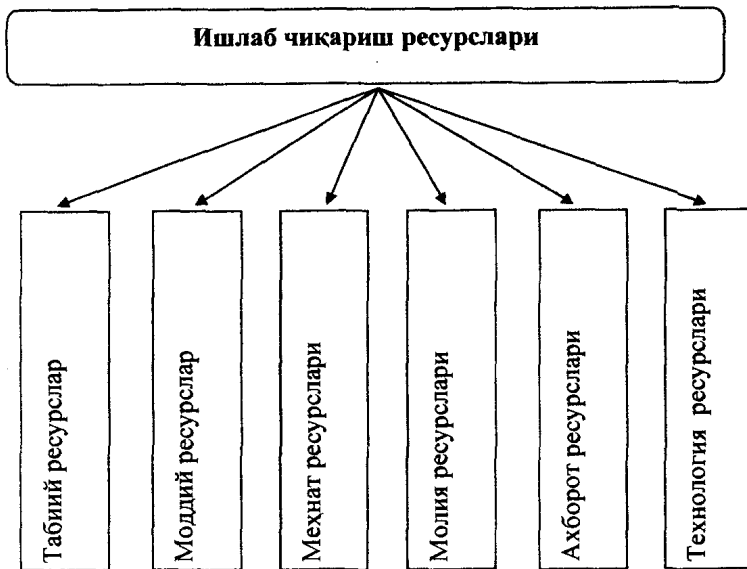 Ишлаб чиқариш ресурслари
Табиий ресурслар
Моддий ресурслар
Меҳнат ресурслари
Молия ресурслари
Ахборот ресурслари
Технология ресурслари